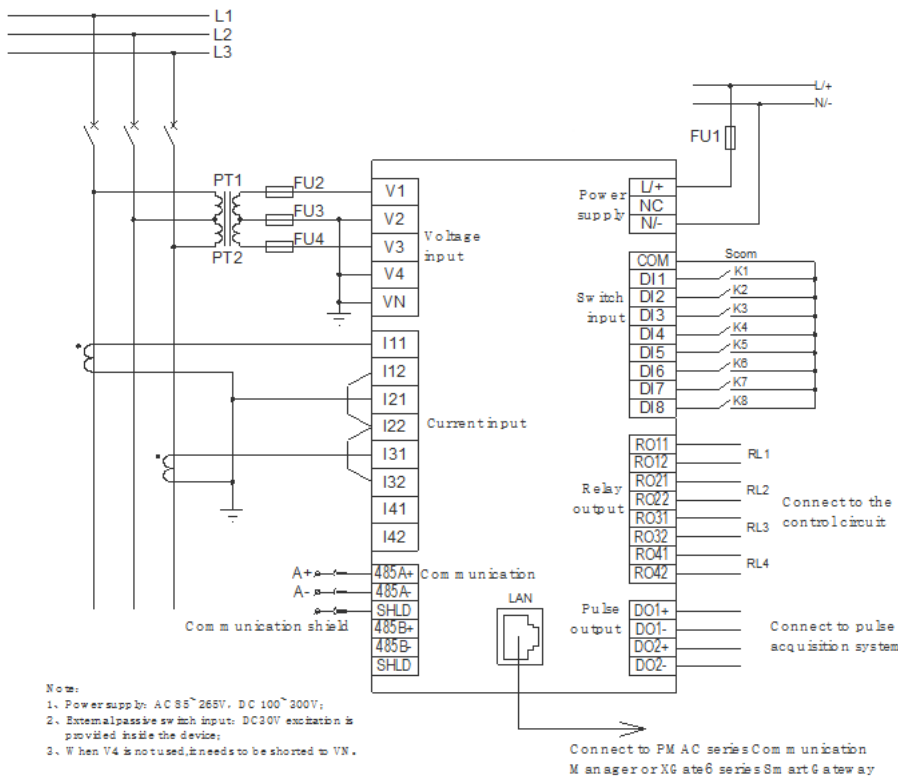 L1
L2
L3
L/+
N/-
FU1
PT1
FU2
FU3
FU4
PT2
V1
V2
V3
V4
VN
Voltage
input
Power
supply
L/+
NC
N/-
Switch
input
COM
DI1
DI2
DI3
DI4
DI5
DI6
DI7
DI8
Scom
K1
K2
K3
K4
K5
K6
K7
K8
I11
I12
I21
I22
I31
I32
I41
I42
Current input
Relay
output
RO11
RO12
RO21
RO22
RO31
RO32
RO41
RO42
RL1
RL2
RL3
RL4
Connect to the
control circuit
A+
A-
Communication shield
485A+
485A-
SHLD
485B+
485B-
SHLD
Communication
LAN
Pulse
output
DO1+
DO1-
DO2+
DO2-
Connect to pulse
acquisition system
Note:
1、Power supply: AC 85~265V, DC 100~300V;
2、External passive switch input: DC30V excitation is
provided inside the device;
3、When V4 is not used, it needs to be shorted to VN.
Connect to PMAC series Communication
Manager or XGate6 series Smart Gateway